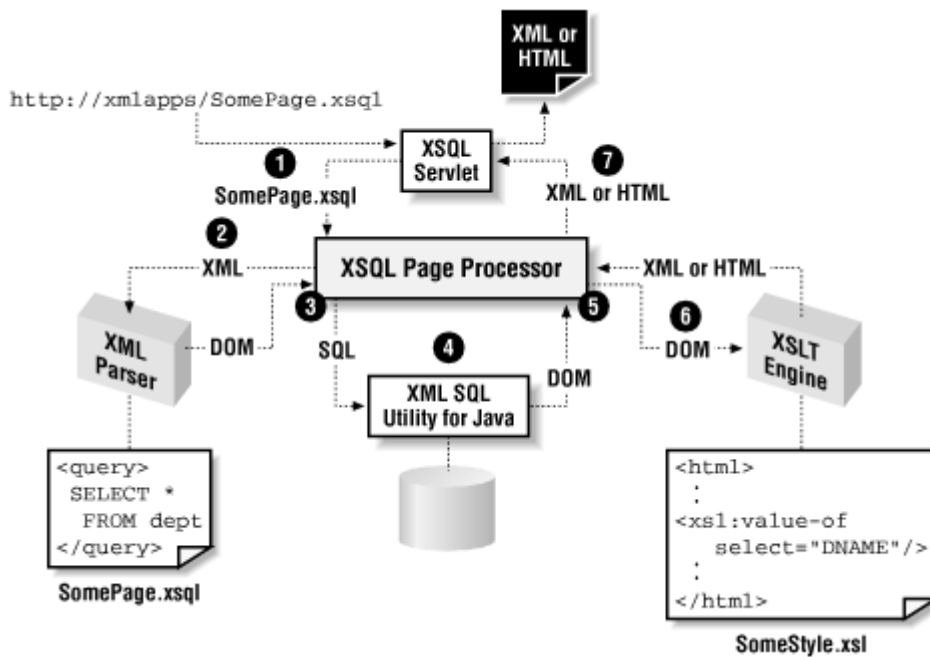 XML or
HTML
http://xmlapps/SomePage.xsql
XSQL
Servlet
1
SomePage.xsql
7
XML or HTML
2
XML
XSQL Page Processor
XML or HTML
3
5
6
XML
Parser
DOM
SQL
4
DOM
DOM
XSLT
Engine
XML SQL
Utility for Java
<query>
SELECT *
FROM dept
</query>
SomePage.xsql
<html>
:
<xsl:value-of
select="DNAME"/>
:
</html>
SomeStyle.xsl